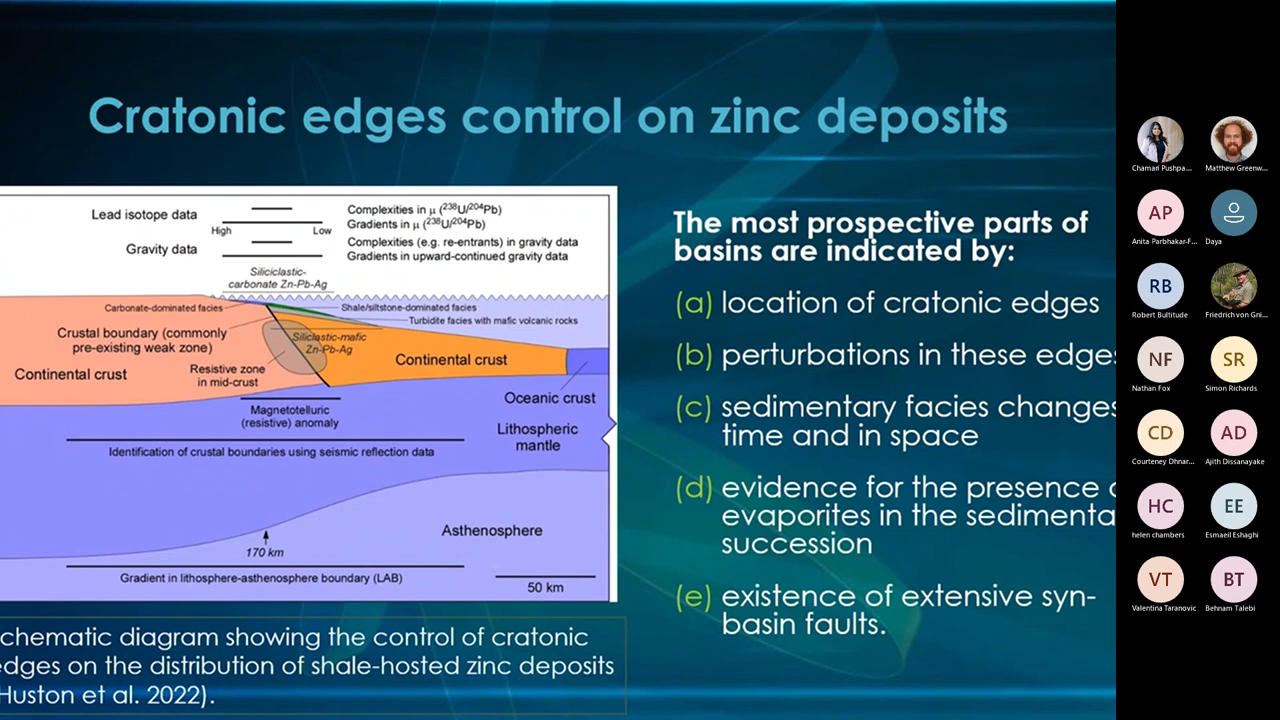 Cratonic edges control on zinc deposits
Lead isotope data
Complexities in μ (²³⁸U/²⁰⁴Pb)
Gradients in μ (²³⁸U/²⁰⁴Pb)
High
Low
Gravity data
Complexities (e.g. re-entrants) in gravity data
Gradients in upward-continued gravity data
Siliciclastic-
carbonate Zn-Pb-Ag
Carbonate-dominated facies
Shale/siltstone-dominated facies
Turbidite facies with mafic volcanic rocks
Crustal boundary (commonly
pre-existing weak zone)
Siliclastic-mafic
Zn-Pb-Ag
Continental crust
Resistive zone
in mid-crust
Continental crust
Oceanic crust
Magnetotelluric
(resistive) anomaly
Lithospheric
mantle
Identification of crustal boundaries using seismic reflection data
Asthenosphere
170 km
Gradient in lithosphere-asthenosphere boundary (LAB)
50 km
chematic diagram showing the control of cratonic
edges on the distribution of shale-hosted zinc deposits
Huston et al. 2022).
The most prospective parts of
basins are indicated by:
(a) location of cratonic edges
(b) perturbations in these edges
(c) sedimentary facies changes
time and in space
(d) evidence for the presence
evaporites in the sedimenta
succession
(e) existence of extensive syn-
basin faults.
Chamari Pushpa...
Matthew Greenw...
AP
Anita Parbhakar-F...
Daya
RB
Robert Bultitude
Friedrich von Gni...
NF
Nathan Fox
SR
Simon Richards
CD
Courteney Dhnar...
AD
Ajith Dissanayake
HC
helen chambers
EE
Esmaeil Eshaghi
VT
Valentina Taranovic
BT
Behnam Talebi